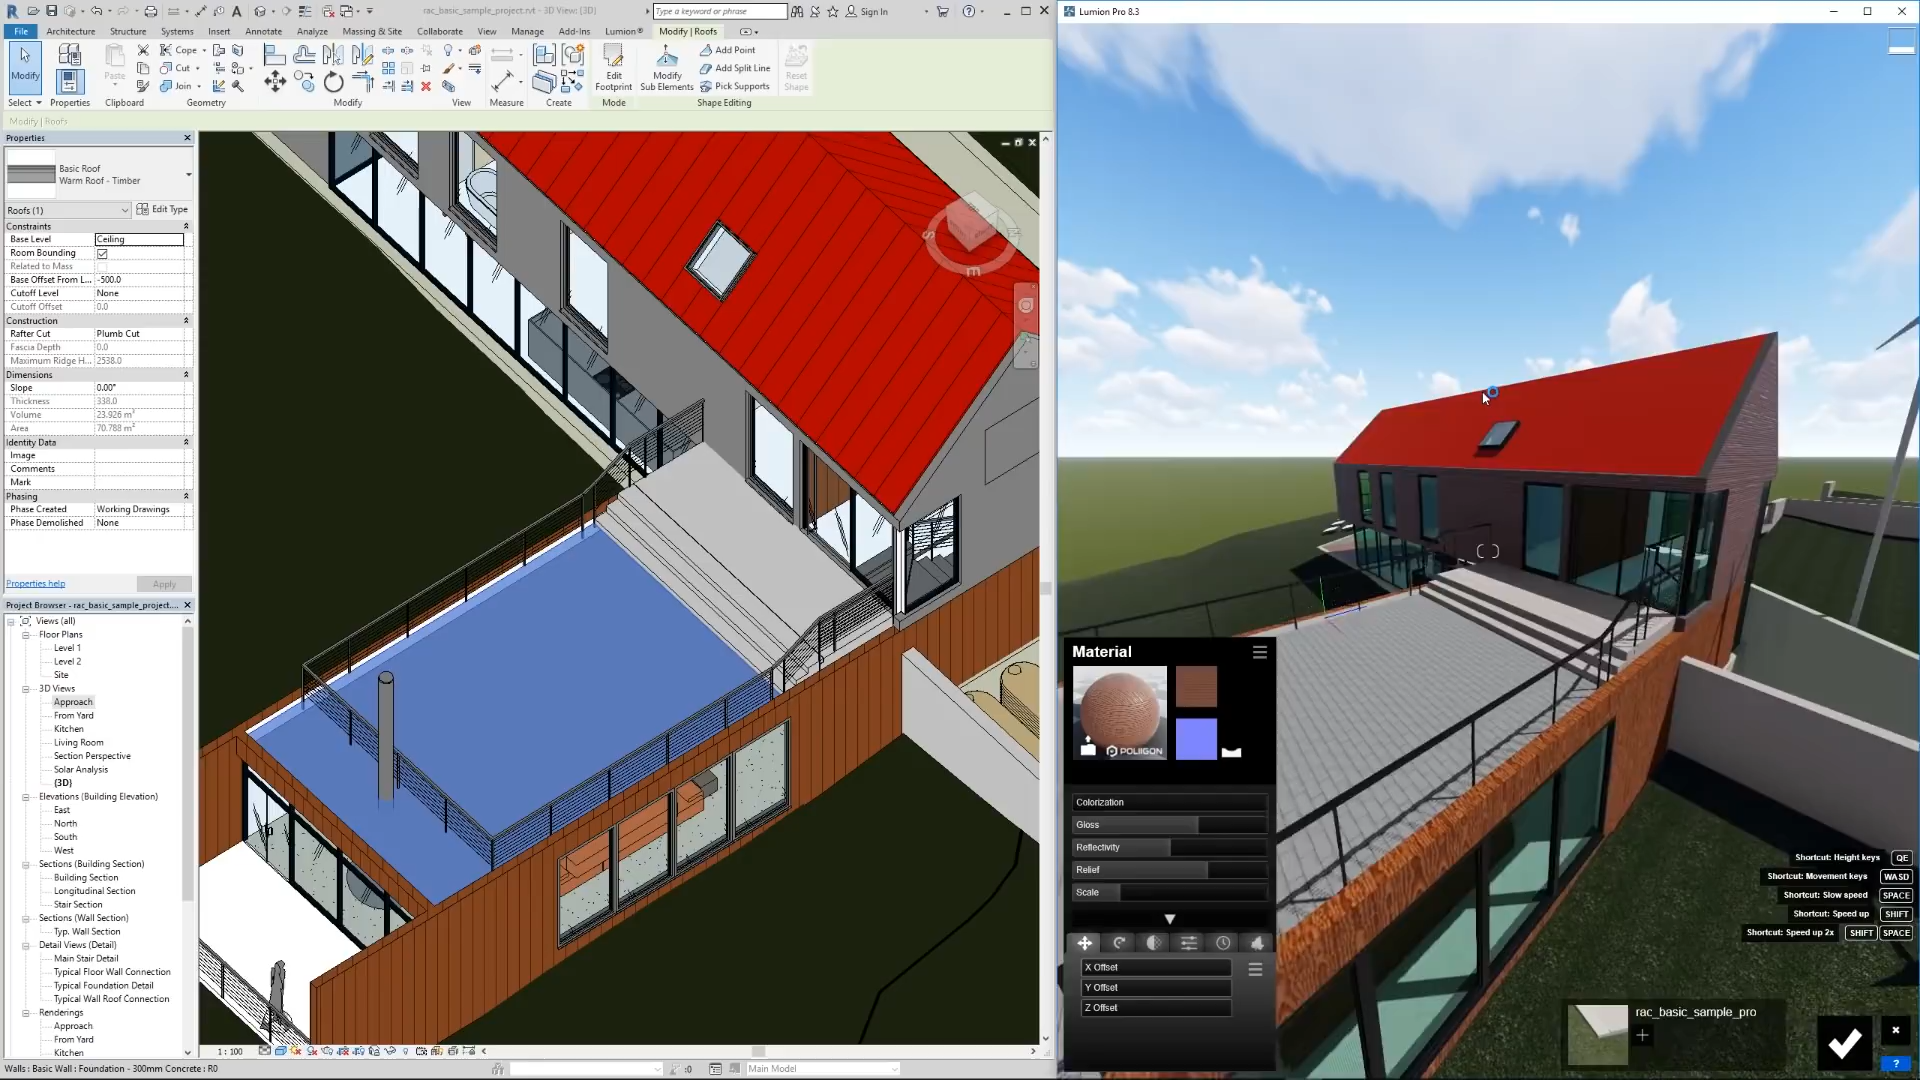 rac_basic_sample_project.rvt - 3D View: {3D}
Type a keyword or phrase
Sign In
File Architecture Structure Systems Insert Annotate Analyze Massing & Site Collaborate View Manage Add-Ins Lumion® Modify | Roofs
Modify
Paste
Cope
Cut
Join
Edit Footprint
Modify Sub Elements
Add Point
Add Split Line
Pick Supports
Reset Shape
Select Properties Clipboard Geometry Modify View Measure Create Mode Shape Editing
Modify | Roofs
Properties
Basic Roof
Warm Roof - Timber
Roofs (1) Edit Type
Constraints
Base Level Ceiling
Room Bounding
Related to Mass
Base Offset From L... -500.0
Cutoff Level None
Cutoff Offset 0.0
Construction
Rafter Cut Plumb Cut
Fascia Depth 0.0
Maximum Ridge H... 2538.0
Dimensions
Slope 0.00°
Thickness 338.0
Volume 23.926 m³
Area 70.788 m²
Identity Data
Image
Comments
Mark
Phasing
Phase Created Working Drawings
Phase Demolished None
Properties help Apply
Project Browser - rac_basic_sample_project....
Views (all)
Floor Plans
Level 1
Level 2
Site
3D Views
Approach
From Yard
Kitchen
Living Room
Section Perspective
Solar Analysis
{3D}
Elevations (Building Elevation)
East
North
South
West
Sections (Building Section)
Building Section
Longitudinal Section
Stair Section
Sections (Wall Section)
Typ. Wall Section
Detail Views (Detail)
Main Stair Detail
Typical Floor Wall Connection
Typical Foundation Detail
Typical Wall Roof Connection
Renderings
Approach
From Yard
Kitchen
1 : 100
Walls : Basic Wall : Foundation - 300mm Concrete : R0
:0
Main Model
Lumion Pro 8.3
Material
POLIIGON
Colorization
Gloss
Reflectivity
Relief
Scale
X Offset
Y Offset
Z Offset
Shortcut: Height keys QE
Shortcut: Movement keys WASD
Shortcut: Slow speed SPACE
Shortcut: Speed up SHIFT
Shortcut: Speed up 2x SHIFT SPACE
rac_basic_sample_pro